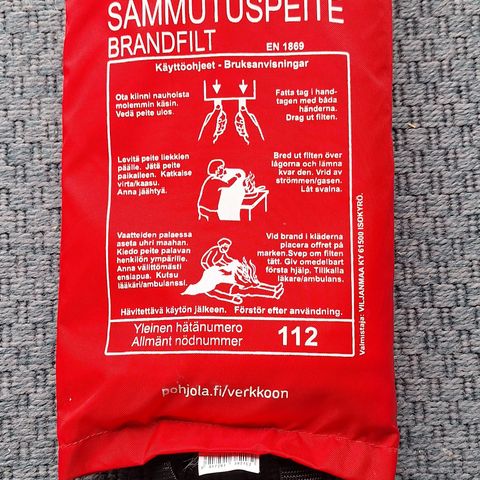 SAMMUTUSPEITE
BRANDFILT
EN 1869
Käyttöohjeet - Bruksanvisningar
Ota kiinni nauhoista
molemmin käsin.
Vedä peite ulos.
Fatta tag i hand-
tagen med båda
händerna.
Drag ut filten.
Levitä peite liekkien
päälle. Jätä peite
paikalleen. Katkaise
virta/kaasu.
Anna jäähtyä.
Bred ut filten över
lågorna och lämna
kvar den. Vrid av
strömmen/gasen.
Låt svalna.
Vaatteiden palaessa
aseta uhri maahan.
Kiedo peite palavan
henkilön ympärille.
Anna välittömästi
ensiapua. Kutsu
lääkäri/ambulanssi.
Vid brand i kläderna
placera offret på
marken.Svep om filten
tätt. Giv omedelbart
första hjälp. Tillkalla
läkare/ambulans.
Hävitettävä käytön jälkeen. Förstör efter användning.
Yleinen hätänumero
Allmänt nödnummer
112
Valmistaja: VILJANMAA KY 61500 ISOKYRÖ.
pohjola.fi/verkkoon